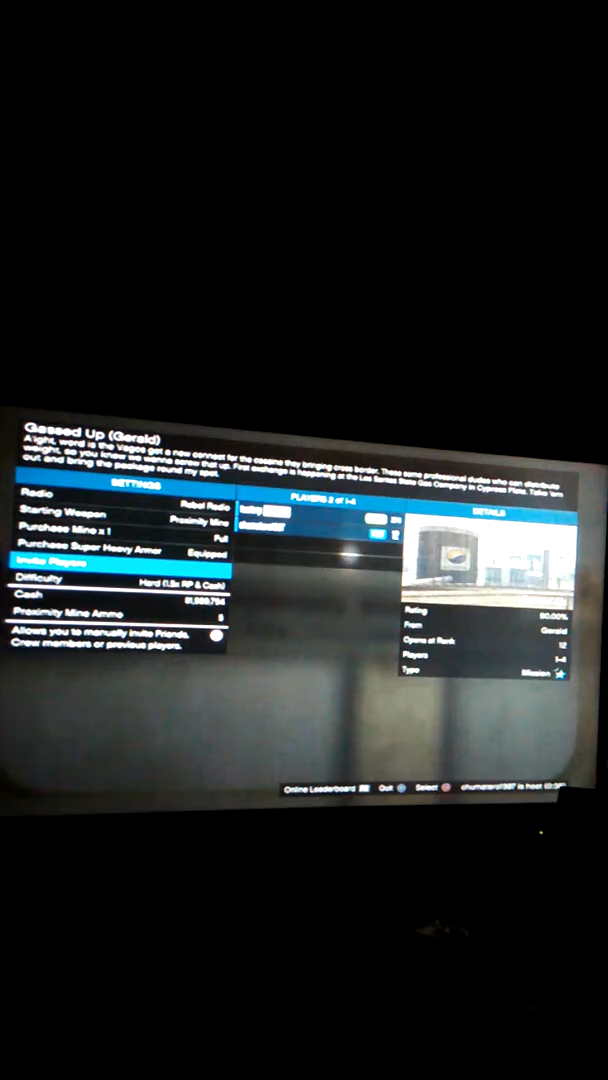 Gassed Up (Gerald)
A'ight, word is the Vagos got a new connect for the cocaine they bringing cross border. These some professional dudes who can distribute
weight, so you know we wanna screw that up. First exchange is happening at the Los Santos State Gas Company in Cypress Flats. Take 'em
out and bring the package round my spot.
SETTINGS
Radio Rebel Radio
Starting Weapon Proximity Mine
Purchase Mine x 1 Full
Purchase Super Heavy Armor Equipped
Invite Players
Difficulty Hard (1.5x RP & Cash)
Cash
Proximity Mine Ammo
Allows you to manually invite Friends,
Crew members or previous players.
PLAYERS 2 of 1-4
DETAILS
Rating 50.00%
From Gerald
Opens at Rank 12
Players 1-4
Type Mission
Online Leaderboard Quit Select is host